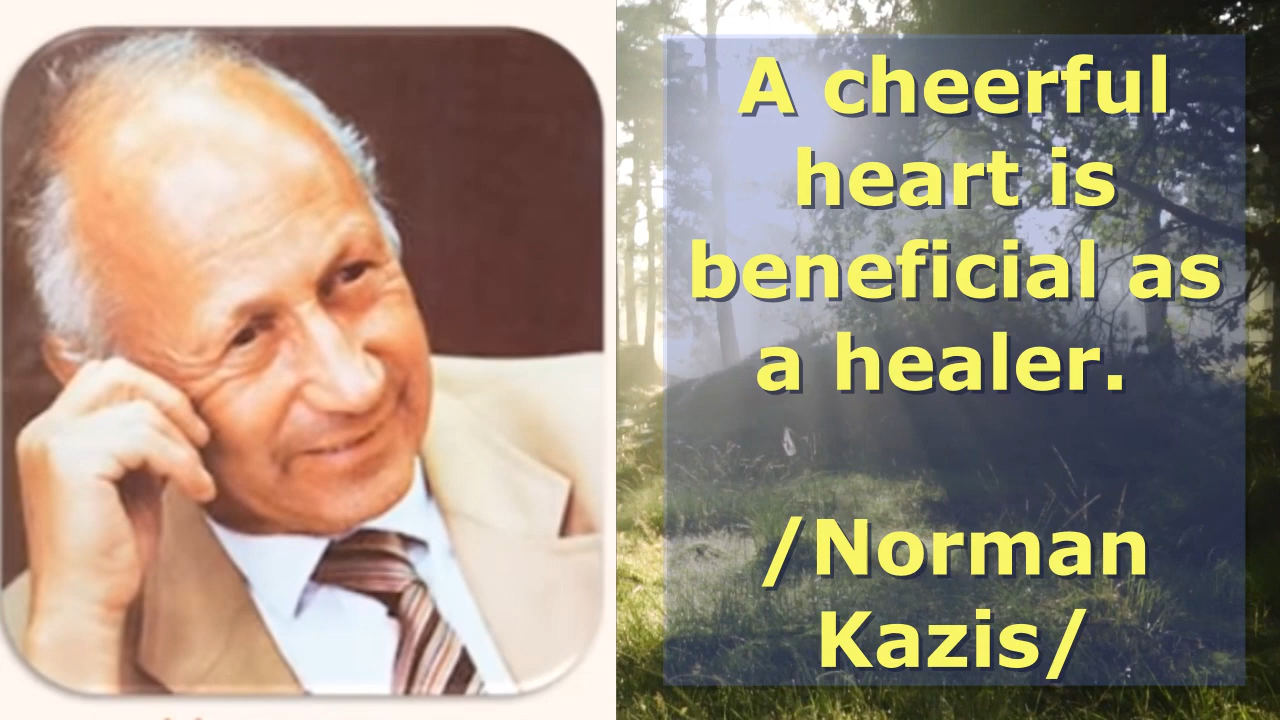 A cheerful
heart is
beneficial as
a healer.
/Norman
Kazis/